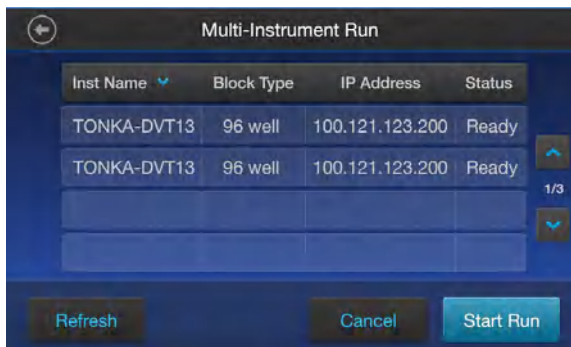 Multi-Instrument Run
Inst Name Block Type IP Address Status
TONKA-DVT13 96 well 100.121.123.200 Ready
TONKA-DVT13 96 well 100.121.123.200 Ready
1/3
Refresh Cancel Start Run